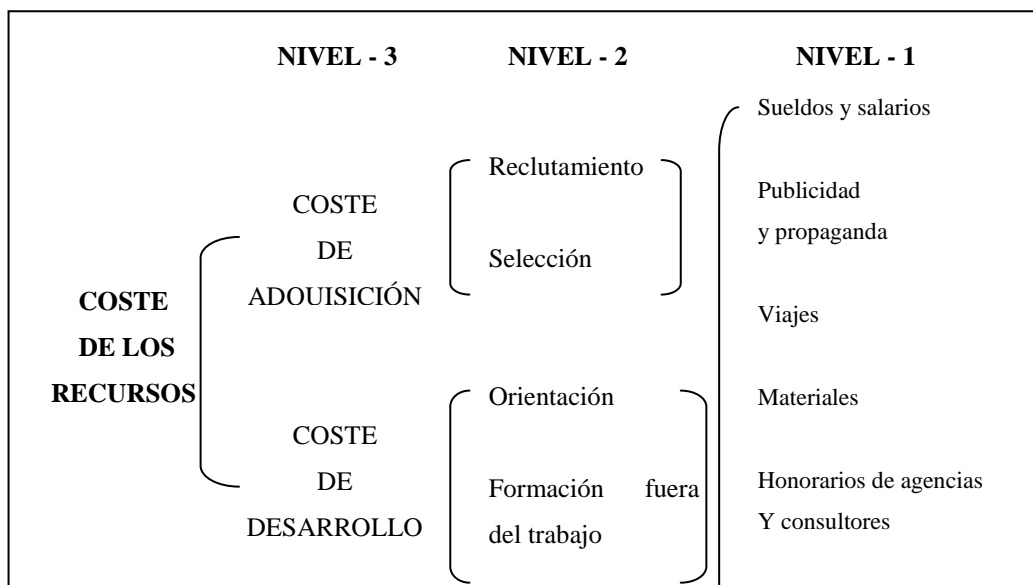 NIVEL - 3 NIVEL - 2 NIVEL - 1
COSTE
DE LOS
RECURSOS
COSTE
DE
ADOUISICIÓN
COSTE
DE
DESARROLLO
Reclutamiento
Selección
Orientación
Formación fuera
del trabajo
Sueldos y salarios
Publicidad
y propaganda
Viajes
Materiales
Honorarios de agencias
Y consultores